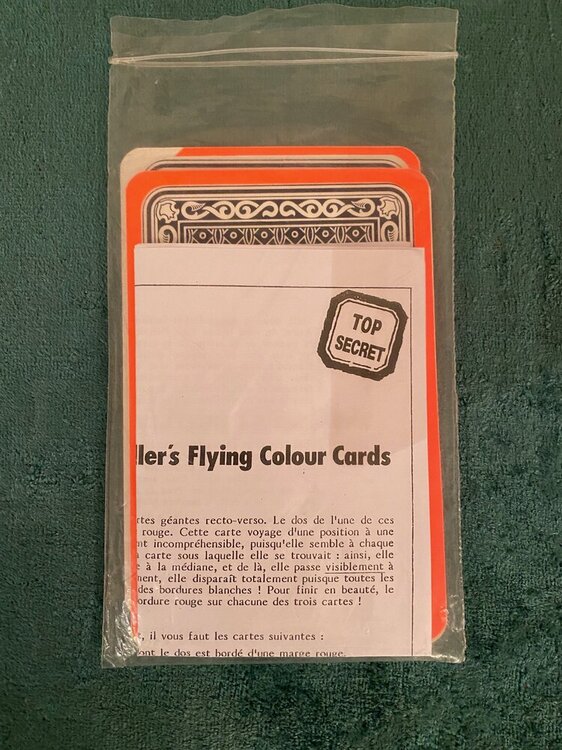 TOP
SECRET
ller's Flying Colour Cards
rtes géantes recto-verso. Le dos de l'une de ces
rouge. Cette carte voyage d'une position à une
nt incompréhensible, puisqu'elle semble à chaque
carte sous laquelle elle se trouvait : ainsi, elle
e à la médiane, et de là, elle passe visiblement à
ment, elle disparaît totalement puisque toutes les
des bordures blanches ! Pour finir en beauté, le
ordure rouge sur chacune des trois cartes !
, il vous faut les cartes suivantes :
ont le dos est bordé d'une marge rouge.